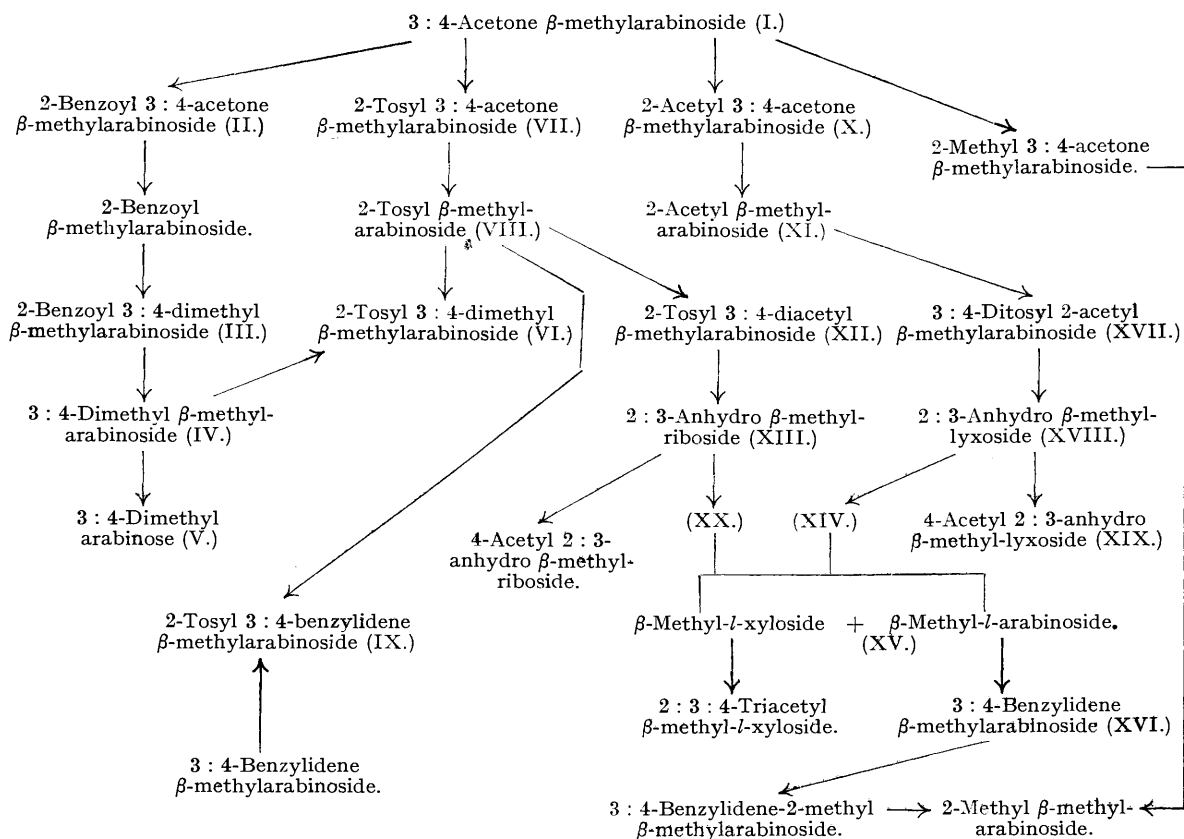 3 : 4-Acetone β-methylarabinoside (I.)
2-Benzoyl 3 : 4-acetone
β-methylarabinoside (II.)
2-Tosyl 3 : 4-acetone
β-methylarabinoside (VII.)
2-Acetyl 3 : 4-acetone
β-methylarabinoside (X.)
2-Methyl 3 : 4-acetone
β-methylarabinoside.
2-Benzoyl
β-methylarabinoside.
2-Tosyl β-methyl-
arabinoside (VIII.)
2-Acetyl β-methyl-
arabinoside (XI.)
2-Benzoyl 3 : 4-dimethyl
β-methylarabinoside (III.)
2-Tosyl 3 : 4-dimethyl
β-methylarabinoside (VI.)
2-Tosyl 3 : 4-diacetyl
β-methylarabinoside (XII.)
3 : 4-Ditosyl 2-acetyl
β-methylarabinoside (XVII.)
3 : 4-Dimethyl β-methyl-
arabinoside (IV.)
2 : 3-Anhydro β-methyl-
riboside (XIII.)
2 : 3-Anhydro β-methyl-
lyxoside (XVIII.)
3 : 4-Dimethyl
arabinose (V.)
4-Acetyl 2 : 3-
anhydro β-methyl-
riboside.
(XX.)
(XIV.)
4-Acetyl 2 : 3-anhydro
β-methyl-lyxoside (XIX.)
2-Tosyl 3 : 4-benzylidene
β-methylarabinoside (IX.)
β-Methyl-l-xyloside + β-Methyl-l-arabinoside.
(XV.)
2 : 3 : 4-Triacetyl
β-methyl-l-xyloside.
3 : 4-Benzylidene
β-methylarabinoside (XVI.)
3 : 4-Benzylidene
β-methylarabinoside.
3 : 4-Benzylidene-2-methyl
β-methylarabinoside.
2-Methyl β-methyl-
arabinoside.